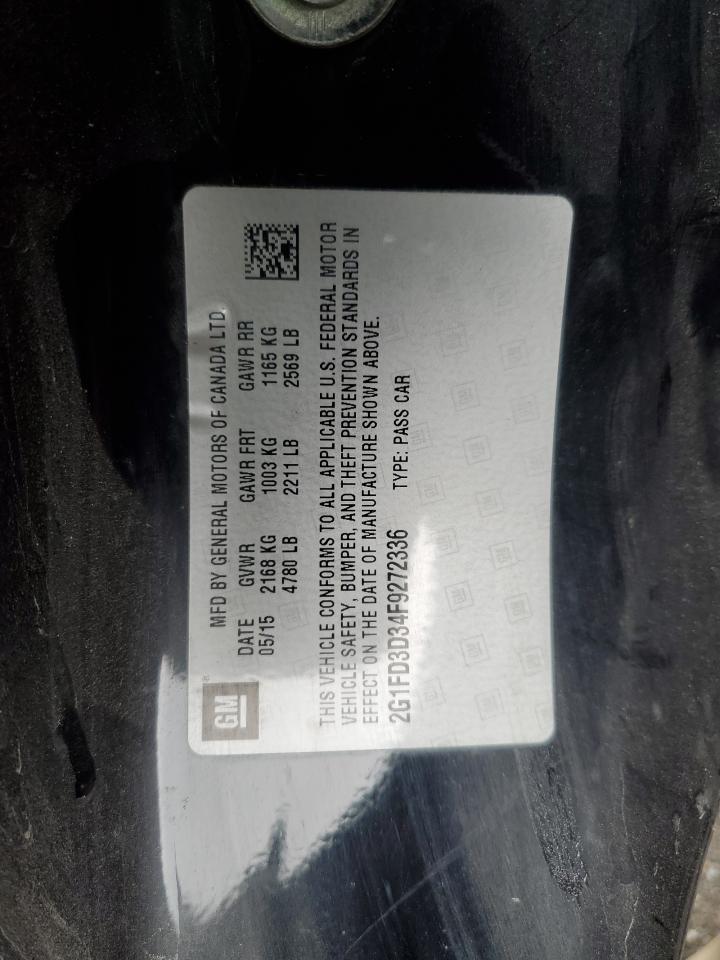 GM
MFD BY GENERAL MOTORS OF CANADA LTD
DATE GVWR GAWR FRT GAWR RR
05/15 2168 KG 1003 KG 1165 KG
4780 LB 2211 LB 2569 LB
THIS VEHICLE CONFORMS TO ALL APPLICABLE U.S. FEDERAL MOTOR
VEHICLE SAFETY, BUMPER, AND THEFT PREVENTION STANDARDS IN
EFFECT ON THE DATE OF MANUFACTURE SHOWN ABOVE.
2G1FD3D34F9272336 TYPE: PASS CAR